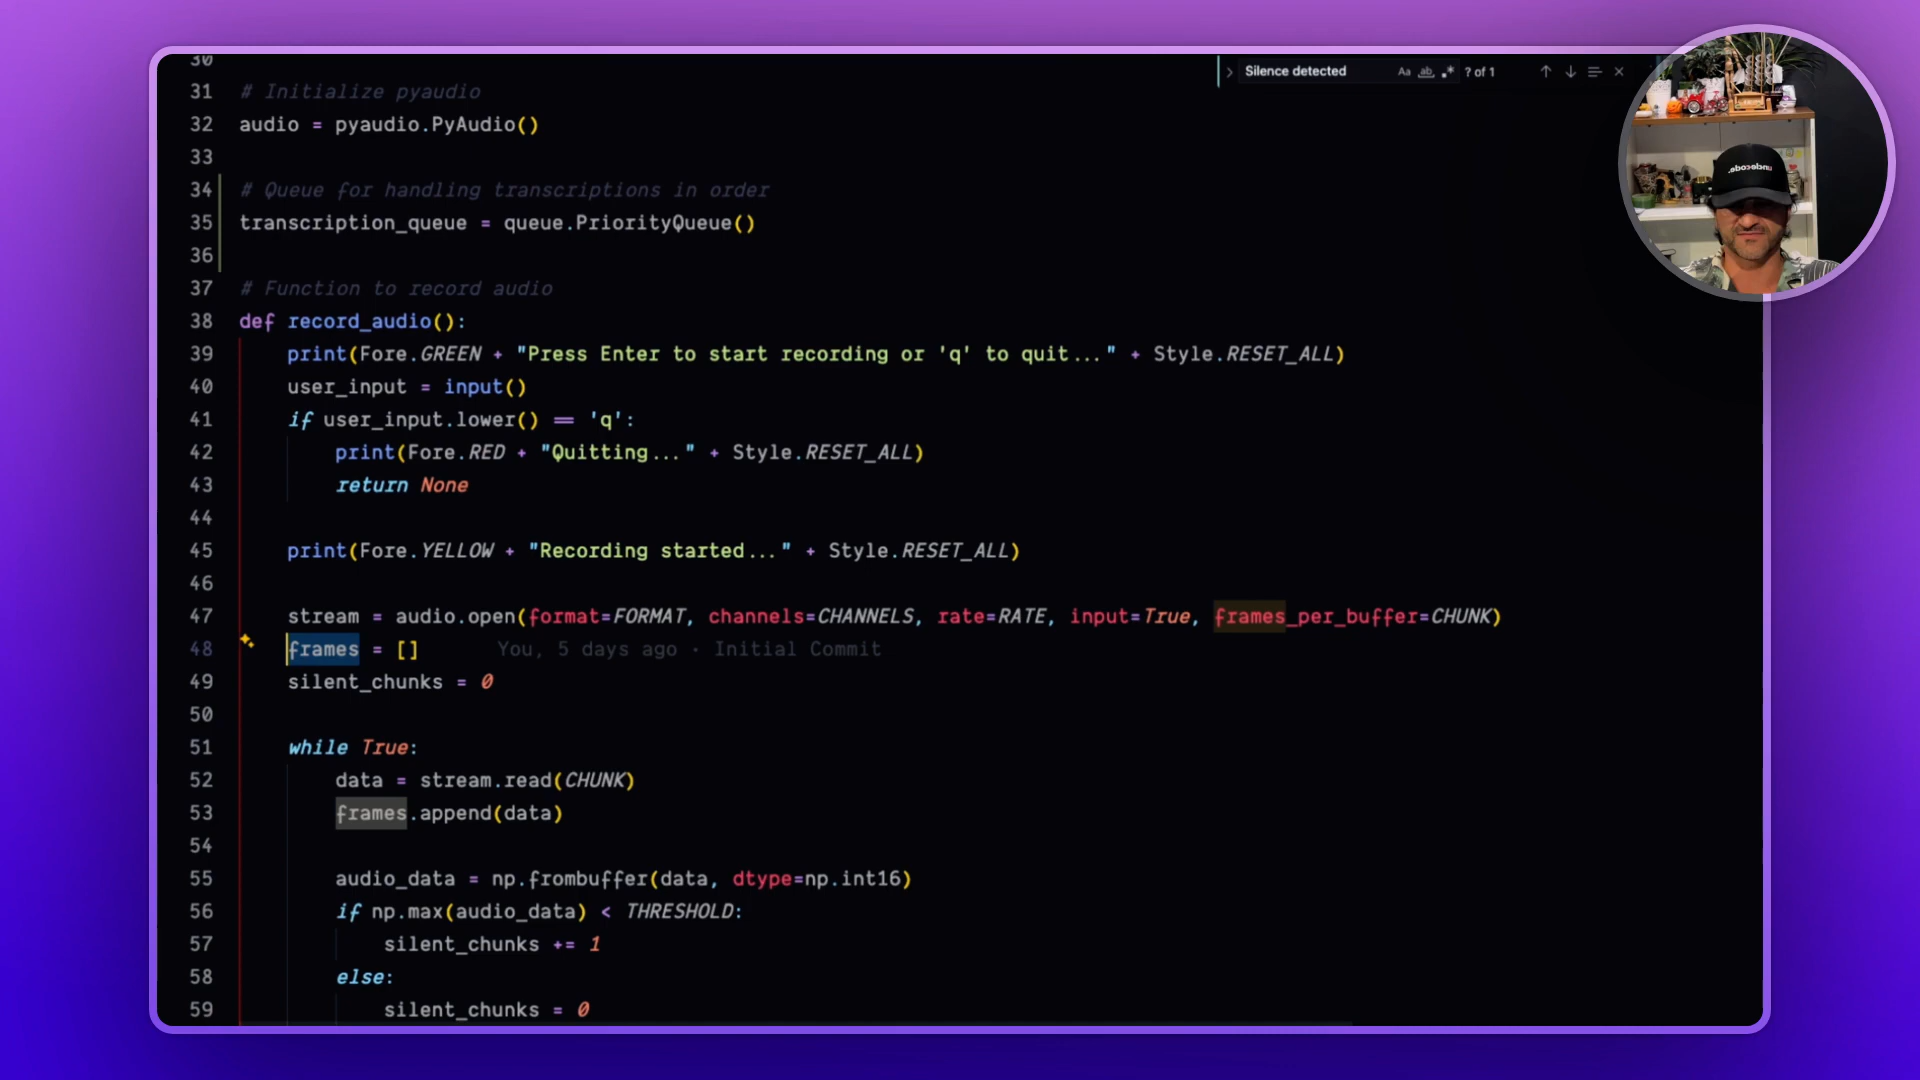 30
Silence detected Aa ab .* ? of 1
31 # Initialize pyaudio
32 audio = pyaudio.PyAudio()
33
34 # Queue for handling transcriptions in order
35 transcription_queue = queue.PriorityQueue()
36
37 # Function to record audio
38 def record_audio():
39 print(Fore.GREEN + "Press Enter to start recording or 'q' to quit..." + Style.RESET_ALL)
40 user_input = input()
41 if user_input.lower() == 'q':
42 print(Fore.RED + "Quitting..." + Style.RESET_ALL)
43 return None
44
45 print(Fore.YELLOW + "Recording started..." + Style.RESET_ALL)
46
47 stream = audio.open(format=FORMAT, channels=CHANNELS, rate=RATE, input=True, frames_per_buffer=CHUNK)
48 frames = [] You, 5 days ago · Initial Commit
49 silent_chunks = 0
50
51 while True:
52 data = stream.read(CHUNK)
53 frames.append(data)
54
55 audio_data = np.frombuffer(data, dtype=np.int16)
56 if np.max(audio_data) < THRESHOLD:
57 silent_chunks += 1
58 else:
59 silent_chunks = 0
undecode.